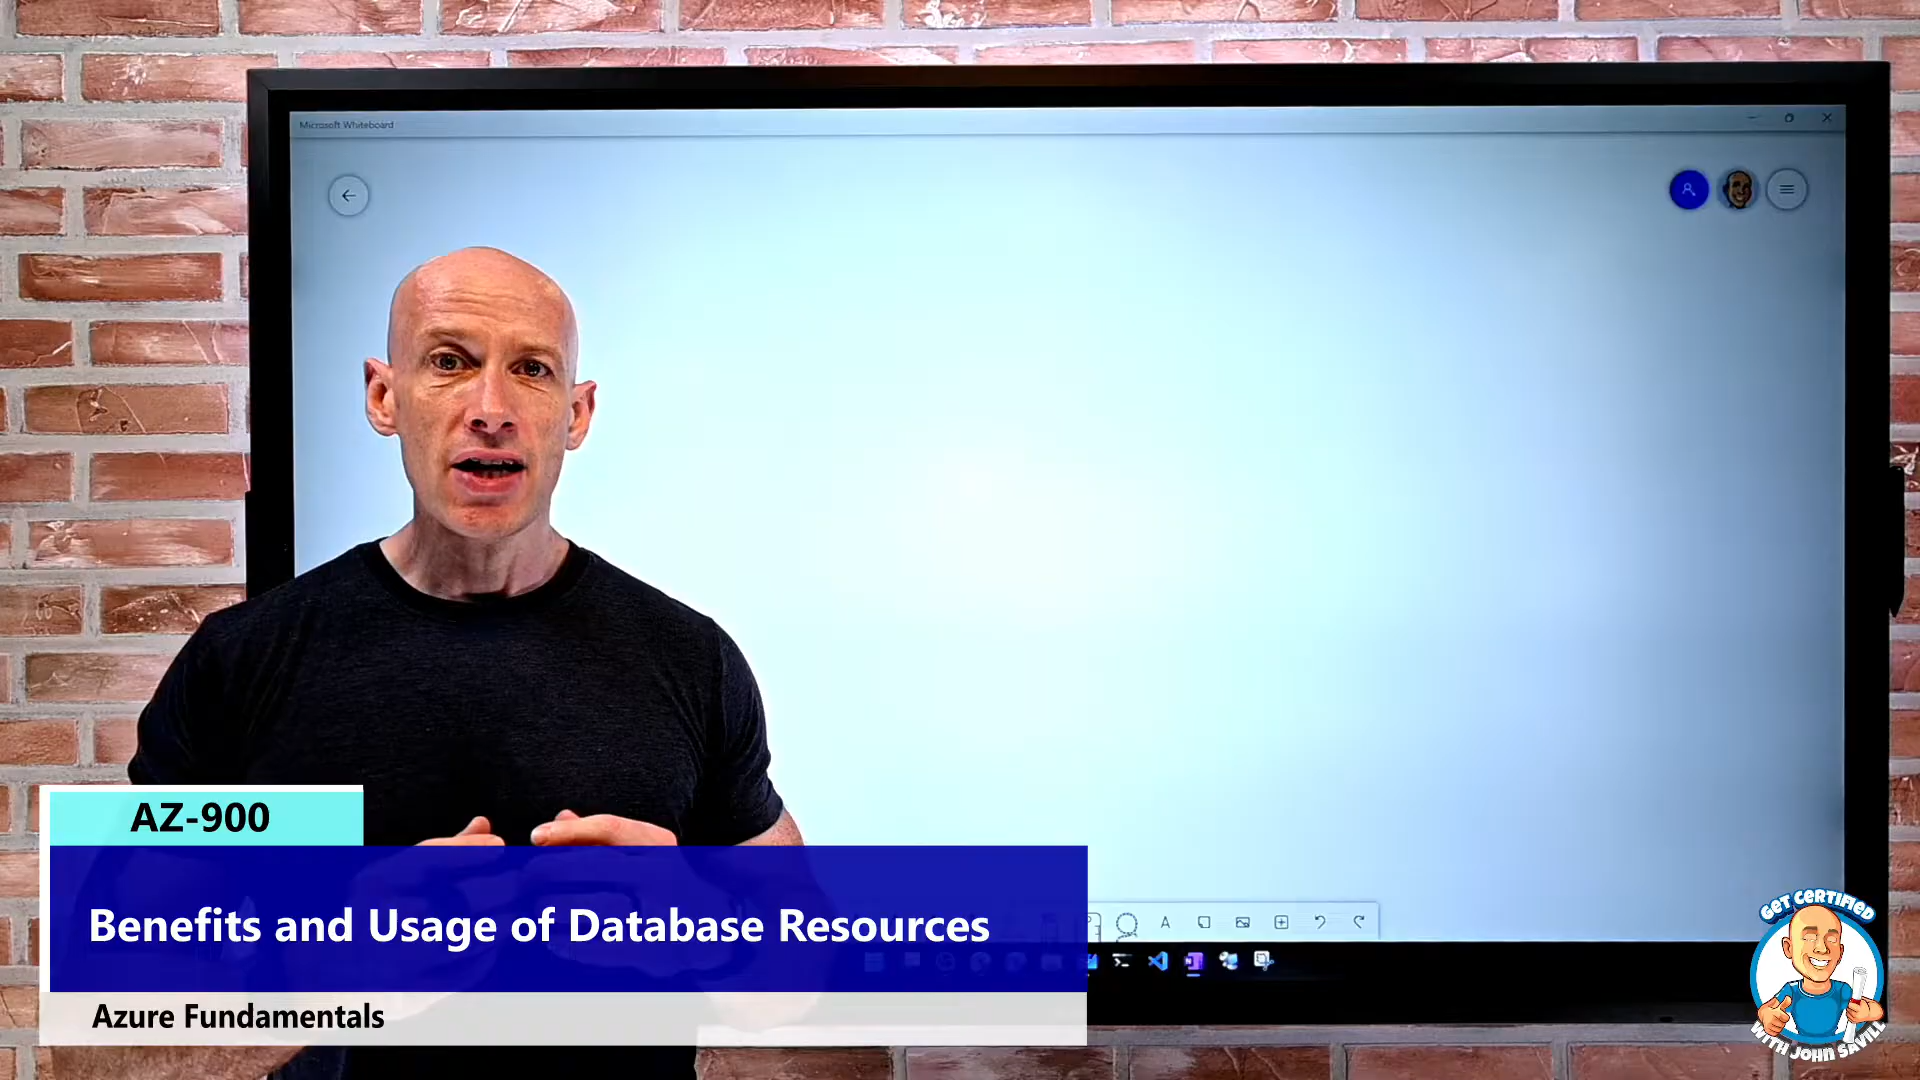 Microsoft Whiteboard
AZ-900
Benefits and Usage of Database Resources
Azure Fundamentals
GET CERTIFIED
WITH JOHN SAVILL